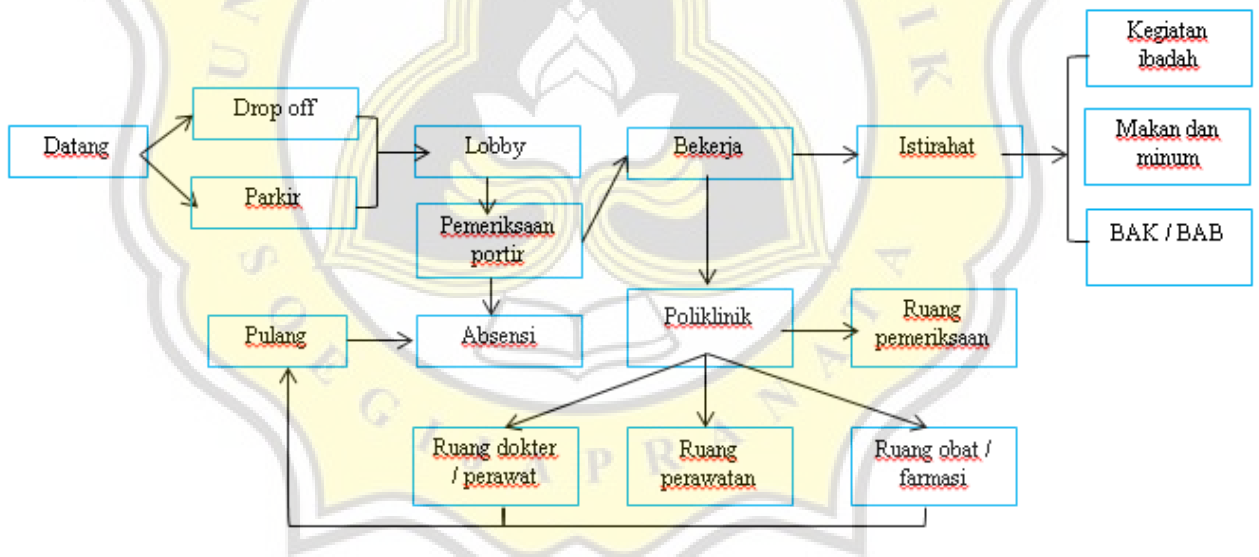 Kegiatan
ibadah
Drop off
Datang
Lobby
Bekerja
Istirahat
Makan dan
minum
Parkir
Pemeriksaan
portir
BAK / BAB
Pulang
Absensi
Poliklinik
Ruang
pemeriksaan
Ruang dokter
/ perawat
Ruang
perawatan
Ruang obat /
farmasi
SOEGIJAPRANATA